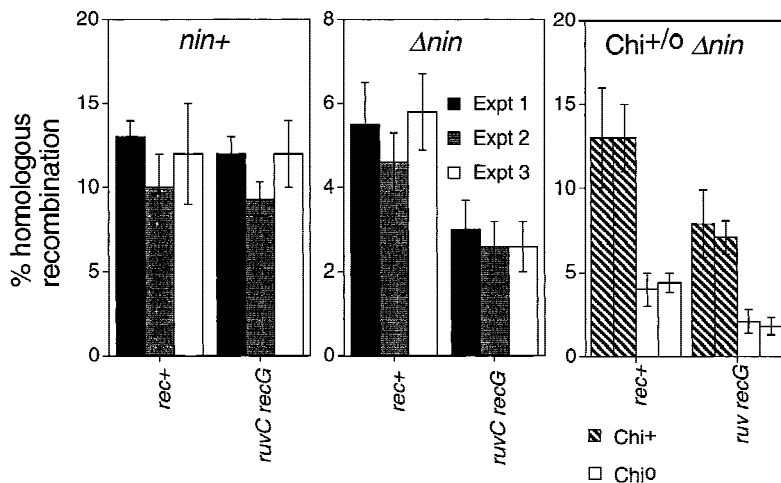 % homologous
recombination
nin+
20
15
10
5
0
rec+
ruvC recG
Δnin
8
6
4
2
0
Expt 1
Expt 2
Expt 3
rec+
ruvC recG
Chi+/o Δnin
20
15
10
5
0
rec+
ruv recG
Chi+
Chio